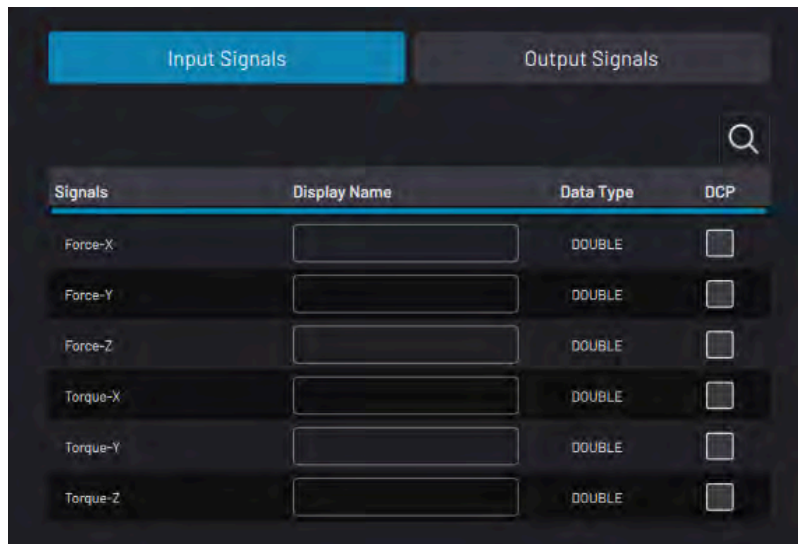 Input Signals Output Signals
Signals Display Name Data Type DCP
Force-X DOUBLE
Force-Y DOUBLE
Force-Z DOUBLE
Torque-X DOUBLE
Torque-Y DOUBLE
Torque-Z DOUBLE